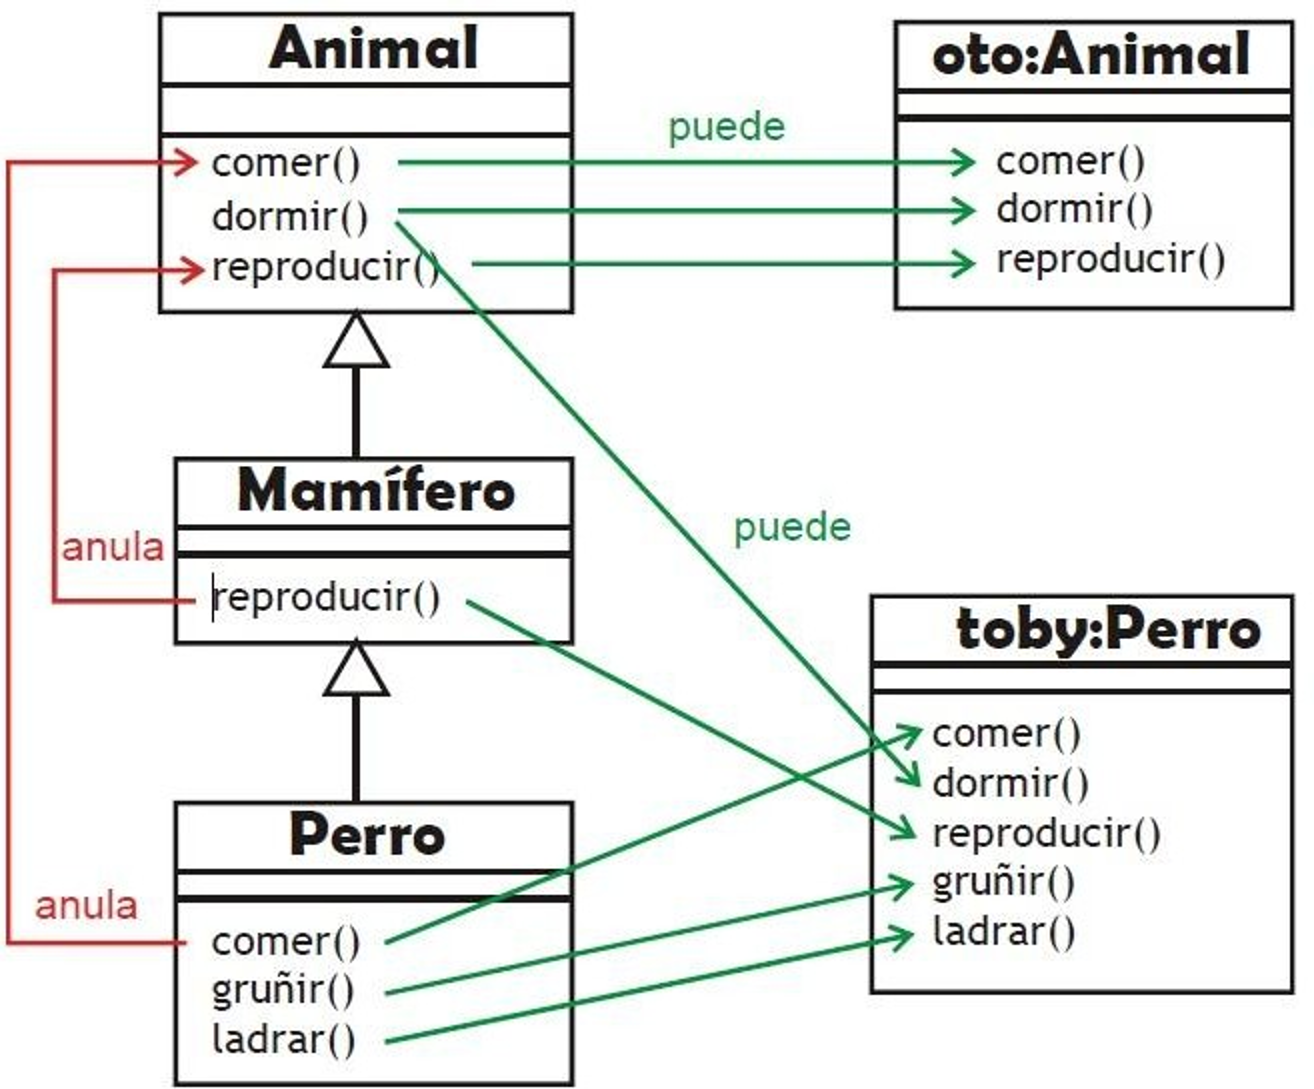 Animal
comer()
dormir()
reproducir()
puede
oto:Animal
comer()
dormir()
reproducir()
anula
Mamífero
reproducir()
puede
anula
Perro
comer()
gruñir()
ladrar()
toby:Perro
comer()
dormir()
reproducir()
gruñir()
ladrar()